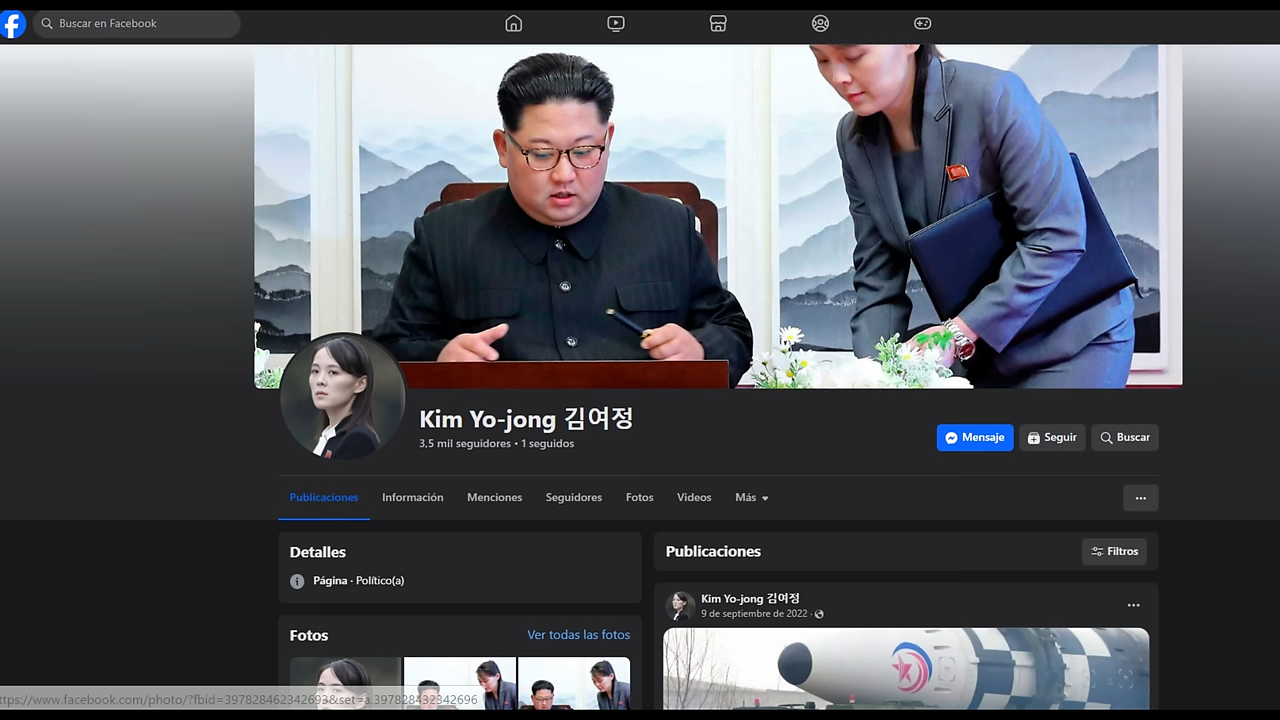 Buscar en Facebook
Kim Yo-jong 김여정
3,5 mil seguidores • 1 seguidos
Mensaje
Seguir
Buscar
Publicaciones
Información
Menciones
Seguidores
Fotos
Videos
Más
Detalles
Página · Político(a)
Fotos
Ver todas las fotos
Publicaciones
Filtros
Kim Yo-jong 김여정
9 de septiembre de 2022 ·
ttps://www.facebook.com/photo/?fbid=397828462342693&set=a.397828432342696